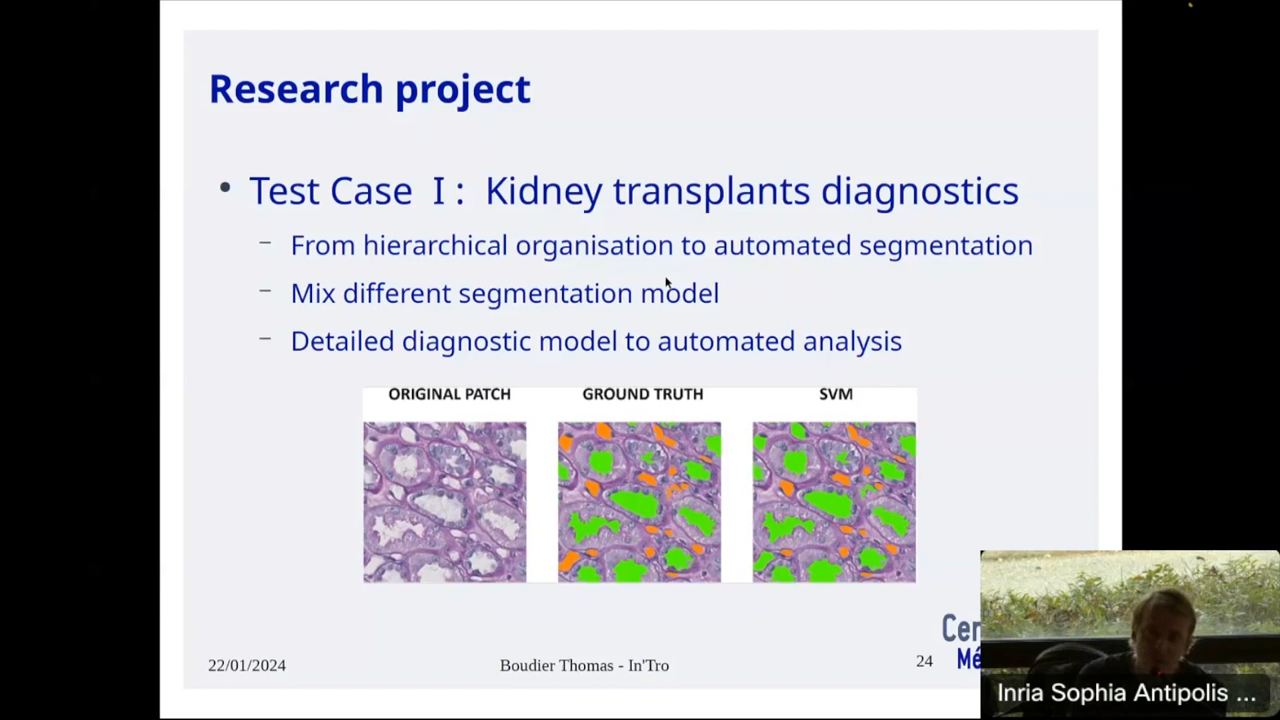 Research project
• Test Case I : Kidney transplants diagnostics
– From hierarchical organisation to automated segmentation
– Mix different segmentation model
– Detailed diagnostic model to automated analysis
ORIGINAL PATCH GROUND TRUTH SVM
22/01/2024 Boudier Thomas - In'Tro 24
Cer
Mé
Inria Sophia Antipolis ...